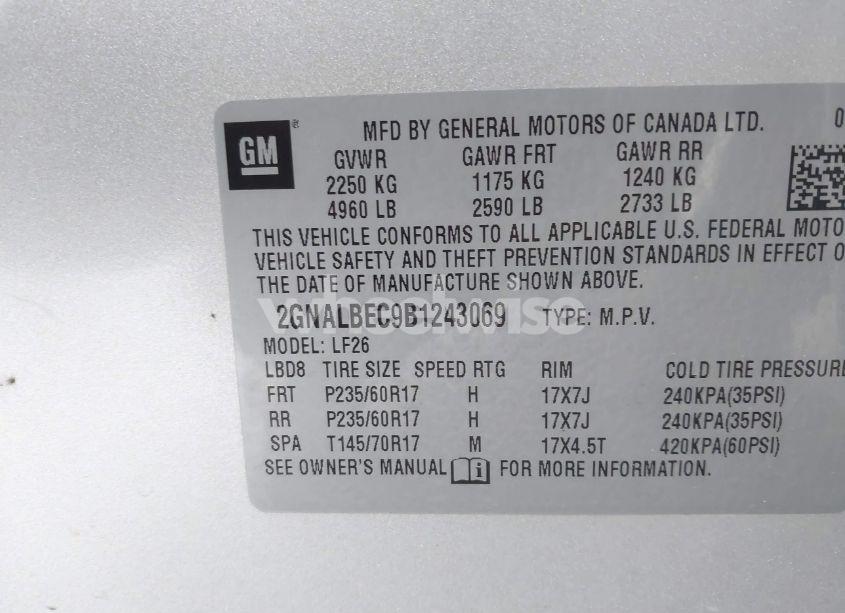 GM ®
MFD BY GENERAL MOTORS OF CANADA LTD. 0
GVWR GAWR FRT GAWR RR
2250 KG 1175 KG 1240 KG
4960 LB 2590 LB 2733 LB
THIS VEHICLE CONFORMS TO ALL APPLICABLE U.S. FEDERAL MOTO
VEHICLE SAFETY AND THEFT PREVENTION STANDARDS IN EFFECT O
THE DATE OF MANUFACTURE SHOWN ABOVE.
2GNALBEC9B1243069 TYPE: M.P.V.
wheelwise
MODEL: LF26
LBD8 TIRE SIZE SPEED RTG RIM COLD TIRE PRESSURE
FRT P235/60R17 H 17X7J 240KPA(35PSI)
RR P235/60R17 H 17X7J 240KPA(35PSI)
SPA T145/70R17 M 17X4.5T 420KPA(60PSI)
SEE OWNER'S MANUAL i FOR MORE INFORMATION.